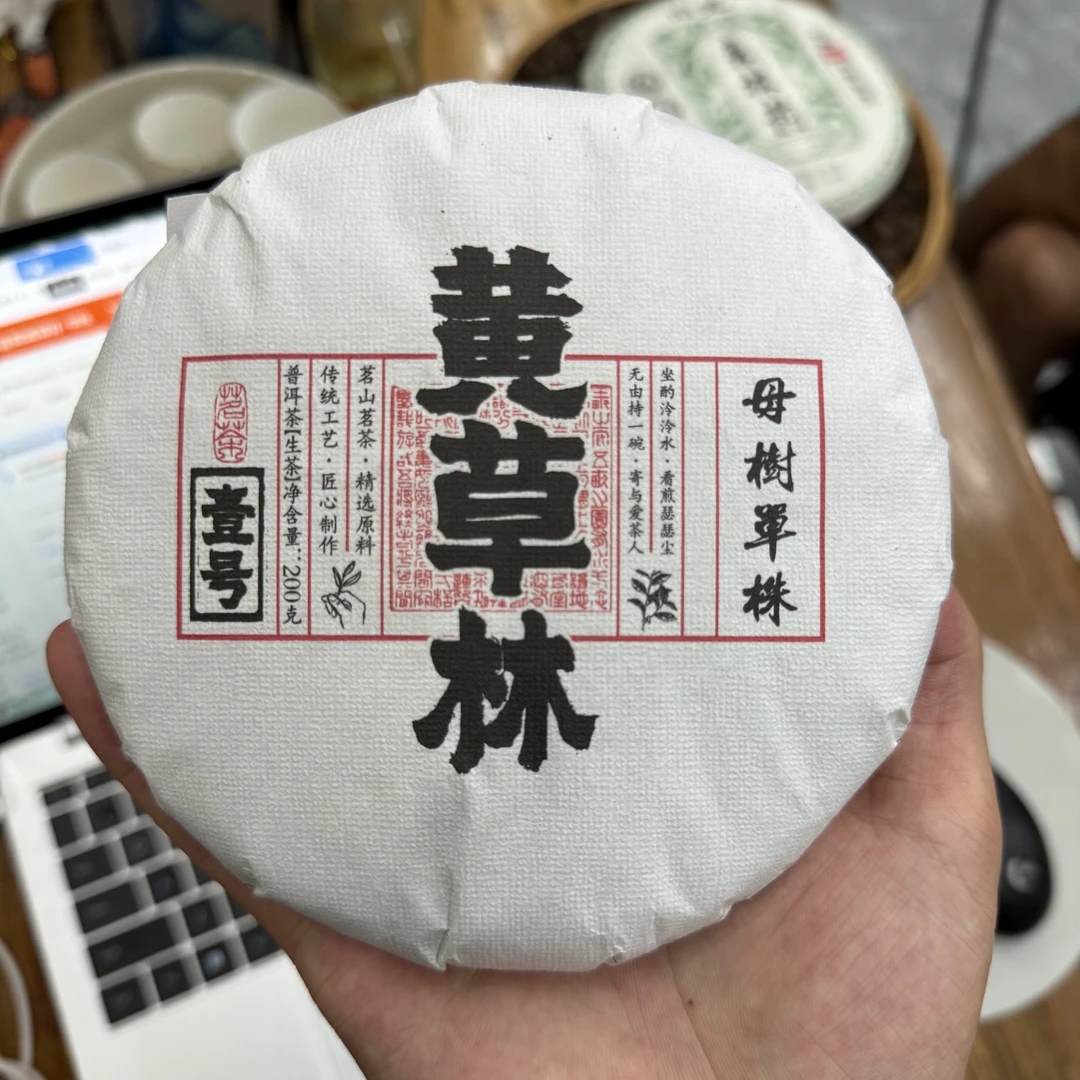 黄草林
母樹單株
坐酌泠泠水·看煎瑟瑟尘
无由持一碗·寄与爱茶人
茗山茗茶·精选原料
传统工艺·匠心制作
普洱茶[生茶]净含量:200克
茗茶
壹号